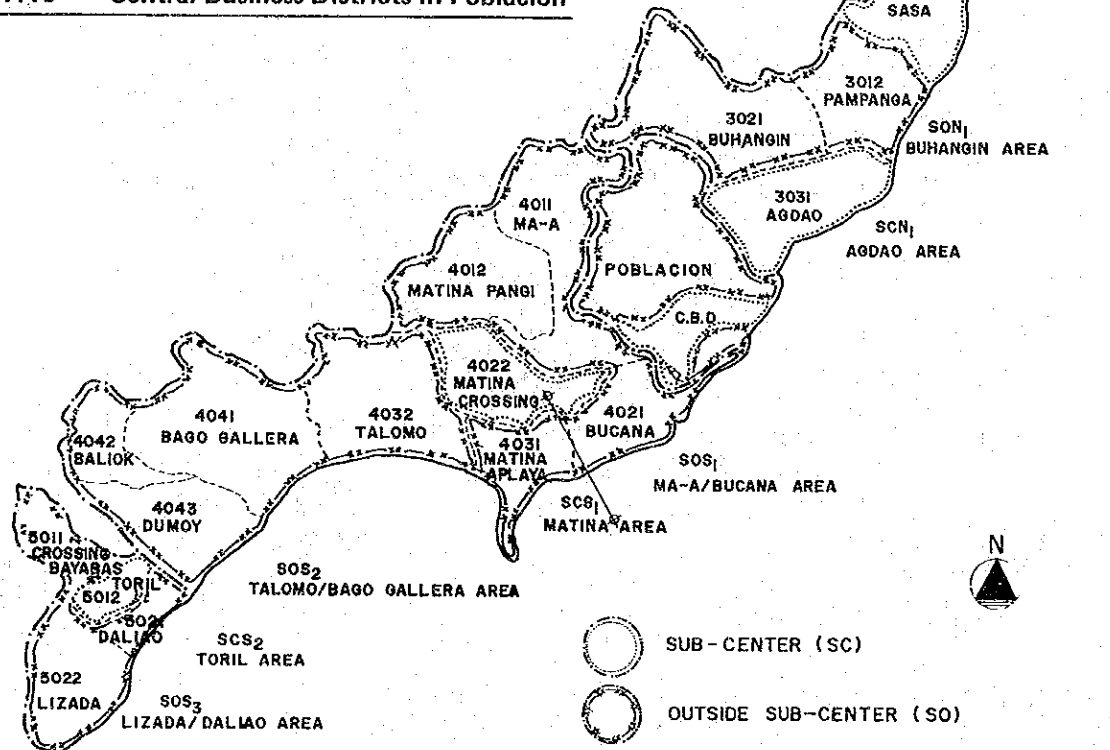 Central Business Districts in Poblacion
SASA
3012
PAMPANGA
3021
BUHANGIN
SON1
BUHANGIN AREA
3031
AGDAO
SCN1
AGDAO AREA
4011
MA-A
4012
MATINA PANGI
POBLACION
C.B.D
4022
MATINA
CROSSING
4021
BUCANA
4041
BAGO GALLERA
4032
TALOMO
4042
BALIOK
4031
MATINA
APLAYA
SOS1
MA-A/BUCANA AREA
SCS1
MATINA AREA
4043
DUMOY
5011
CROSSING
BAYABAS
TORIL
5012
SOS2
TALOMO/BAGO GALLERA AREA
DALIAO
SCS2
TORIL AREA
5022
LIZADA
SOS3
LIZADA/DALIAO AREA
N
SUB-CENTER (SC)
OUTSIDE SUB-CENTER (SO)